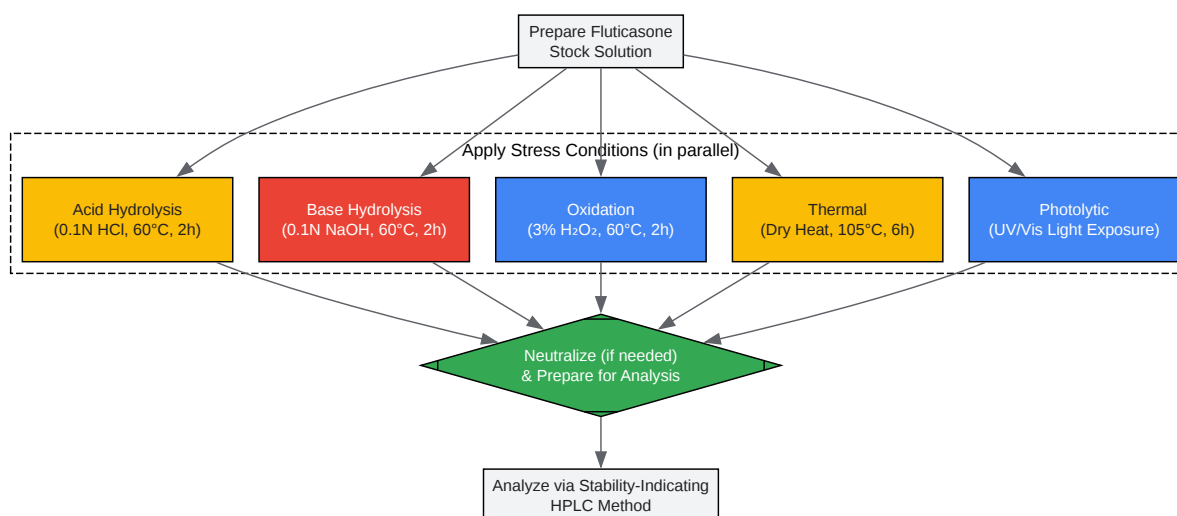 Prepare Fluticasone
Stock Solution
Apply Stress Conditions (in parallel)
Acid Hydrolysis
(0.1N HCl, 60°C, 2h)
Base Hydrolysis
(0.1N NaOH, 60°C, 2h)
Oxidation
(3% H₂O₂, 60°C, 2h)
Thermal
(Dry Heat, 105°C, 6h)
Photolytic
(UV/Vis Light Exposure)
Neutralize (if needed)
& Prepare for Analysis
Analyze via Stability-Indicating
HPLC Method